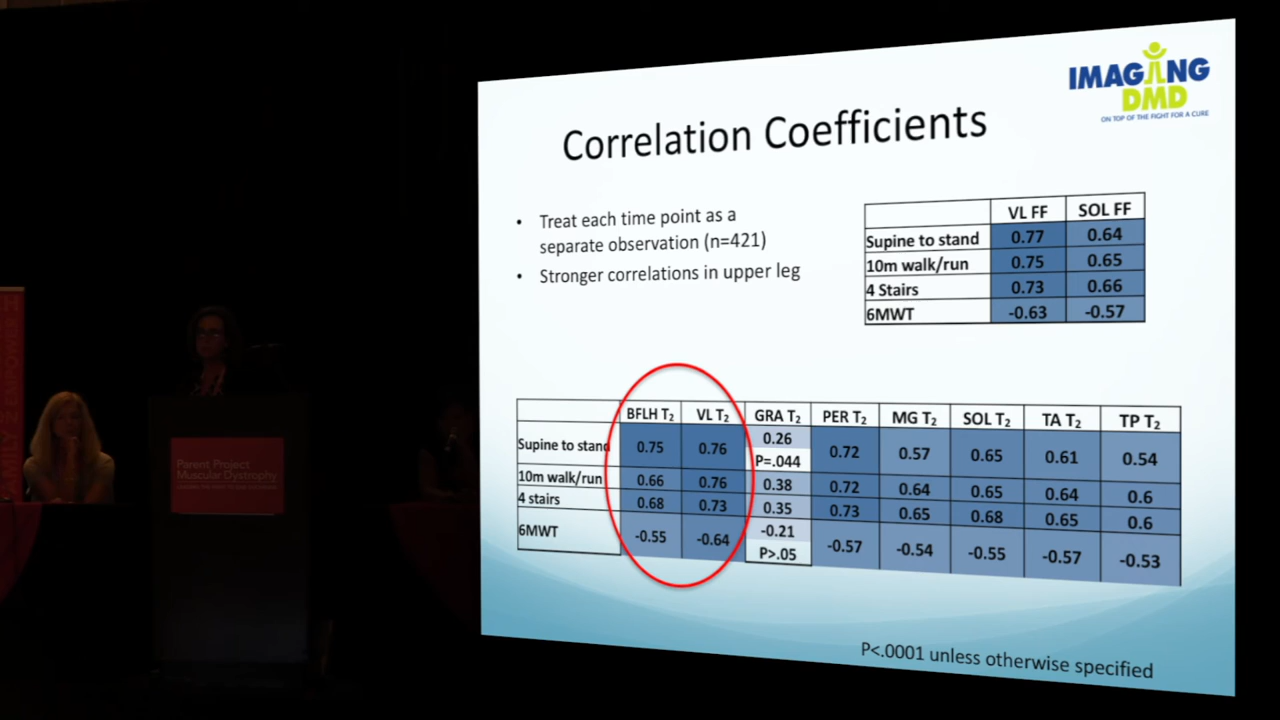 IMAGING
DMD
ON TOP OF THE FIGHT FOR A CURE
Correlation Coefficients
• Treat each time point as a
separate observation (n=421)
• Stronger correlations in upper leg
VL FF SOL FF
Supine to stand 0.77 0.64
10m walk/run 0.75 0.65
4 Stairs 0.73 0.66
6MWT -0.63 -0.57
BFLH T2 VL T2 GRA T2 PER T2 MG T2 SOL T2 TA T2 TP T2
Supine to stand 0.75 0.76 0.26 P=.044 0.72 0.57 0.65 0.61 0.54
10m walk/run 0.66 0.76 0.38 0.72 0.64 0.65 0.64 0.6
4 stairs 0.68 0.73 0.35 0.73 0.65 0.68 0.65 0.6
6MWT -0.55 -0.64 -0.21 P>.05 -0.57 -0.54 -0.55 -0.57 -0.53
P<.0001 unless otherwise specified
Parent Project
Muscular Dystrophy